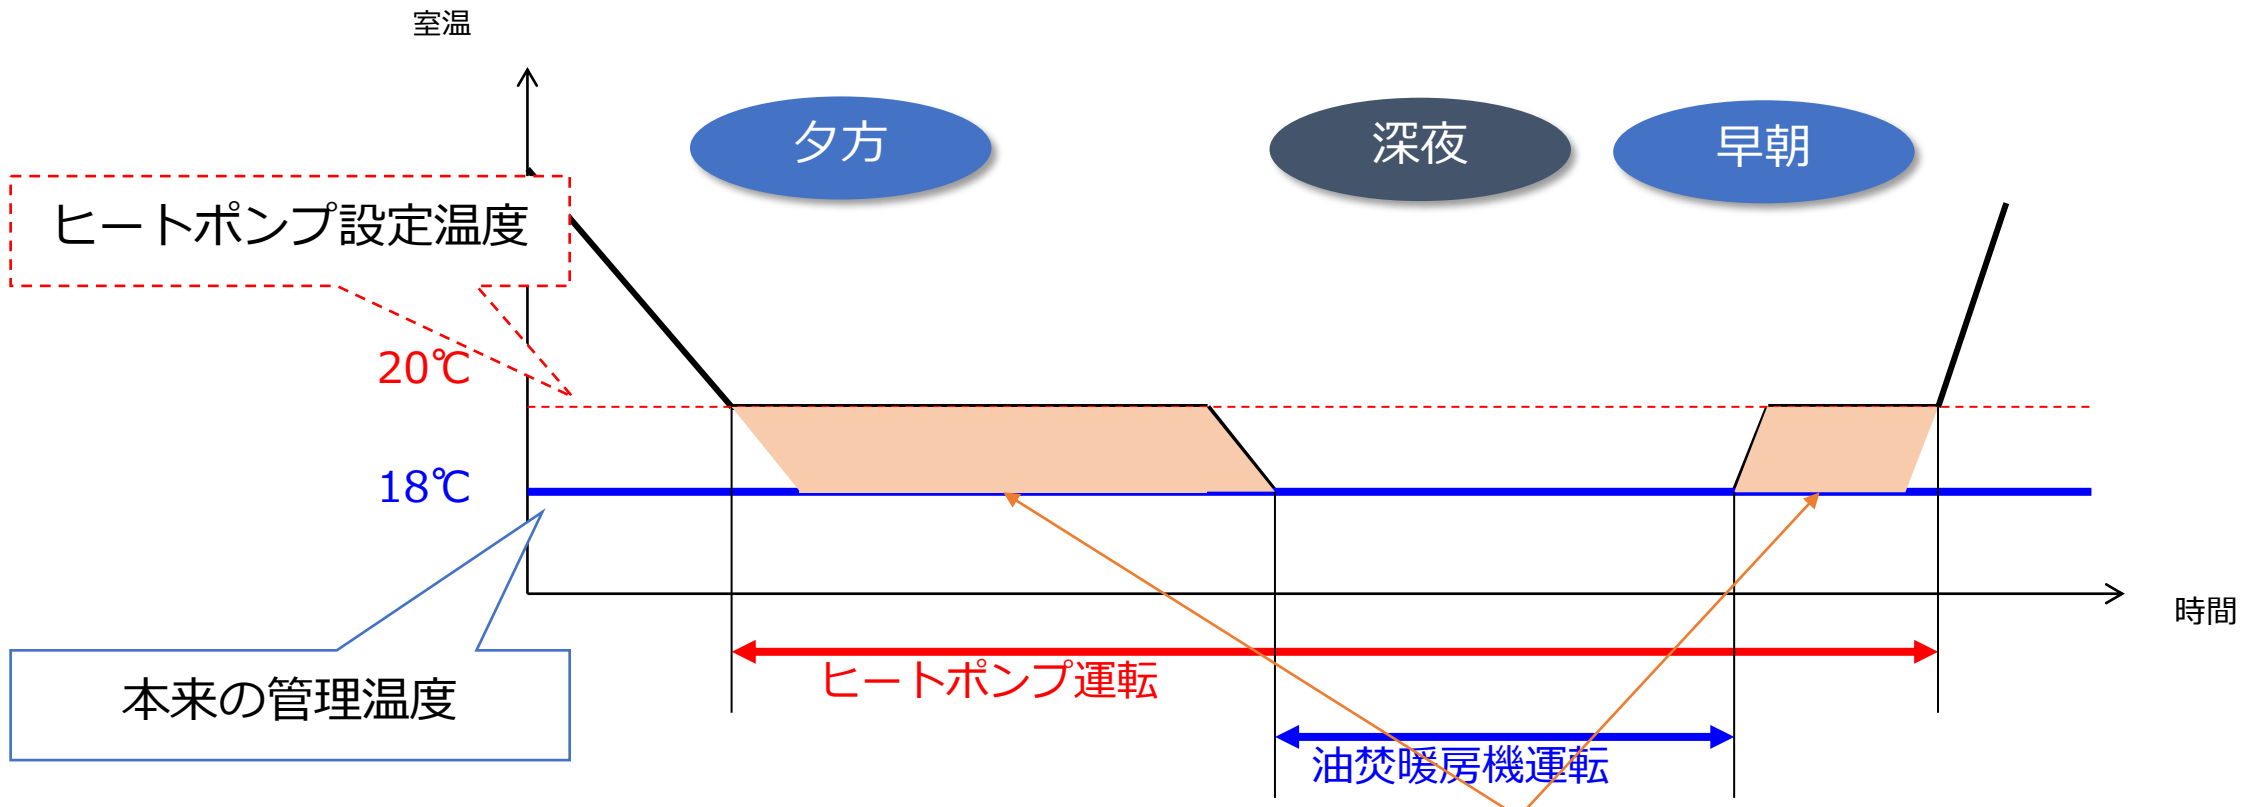 室温
夕方
深夜
早朝
ヒートポンプ設定温度
20℃
18℃
時間
ヒートポンプ運転
本来の管理温度
油焚暖房機運転